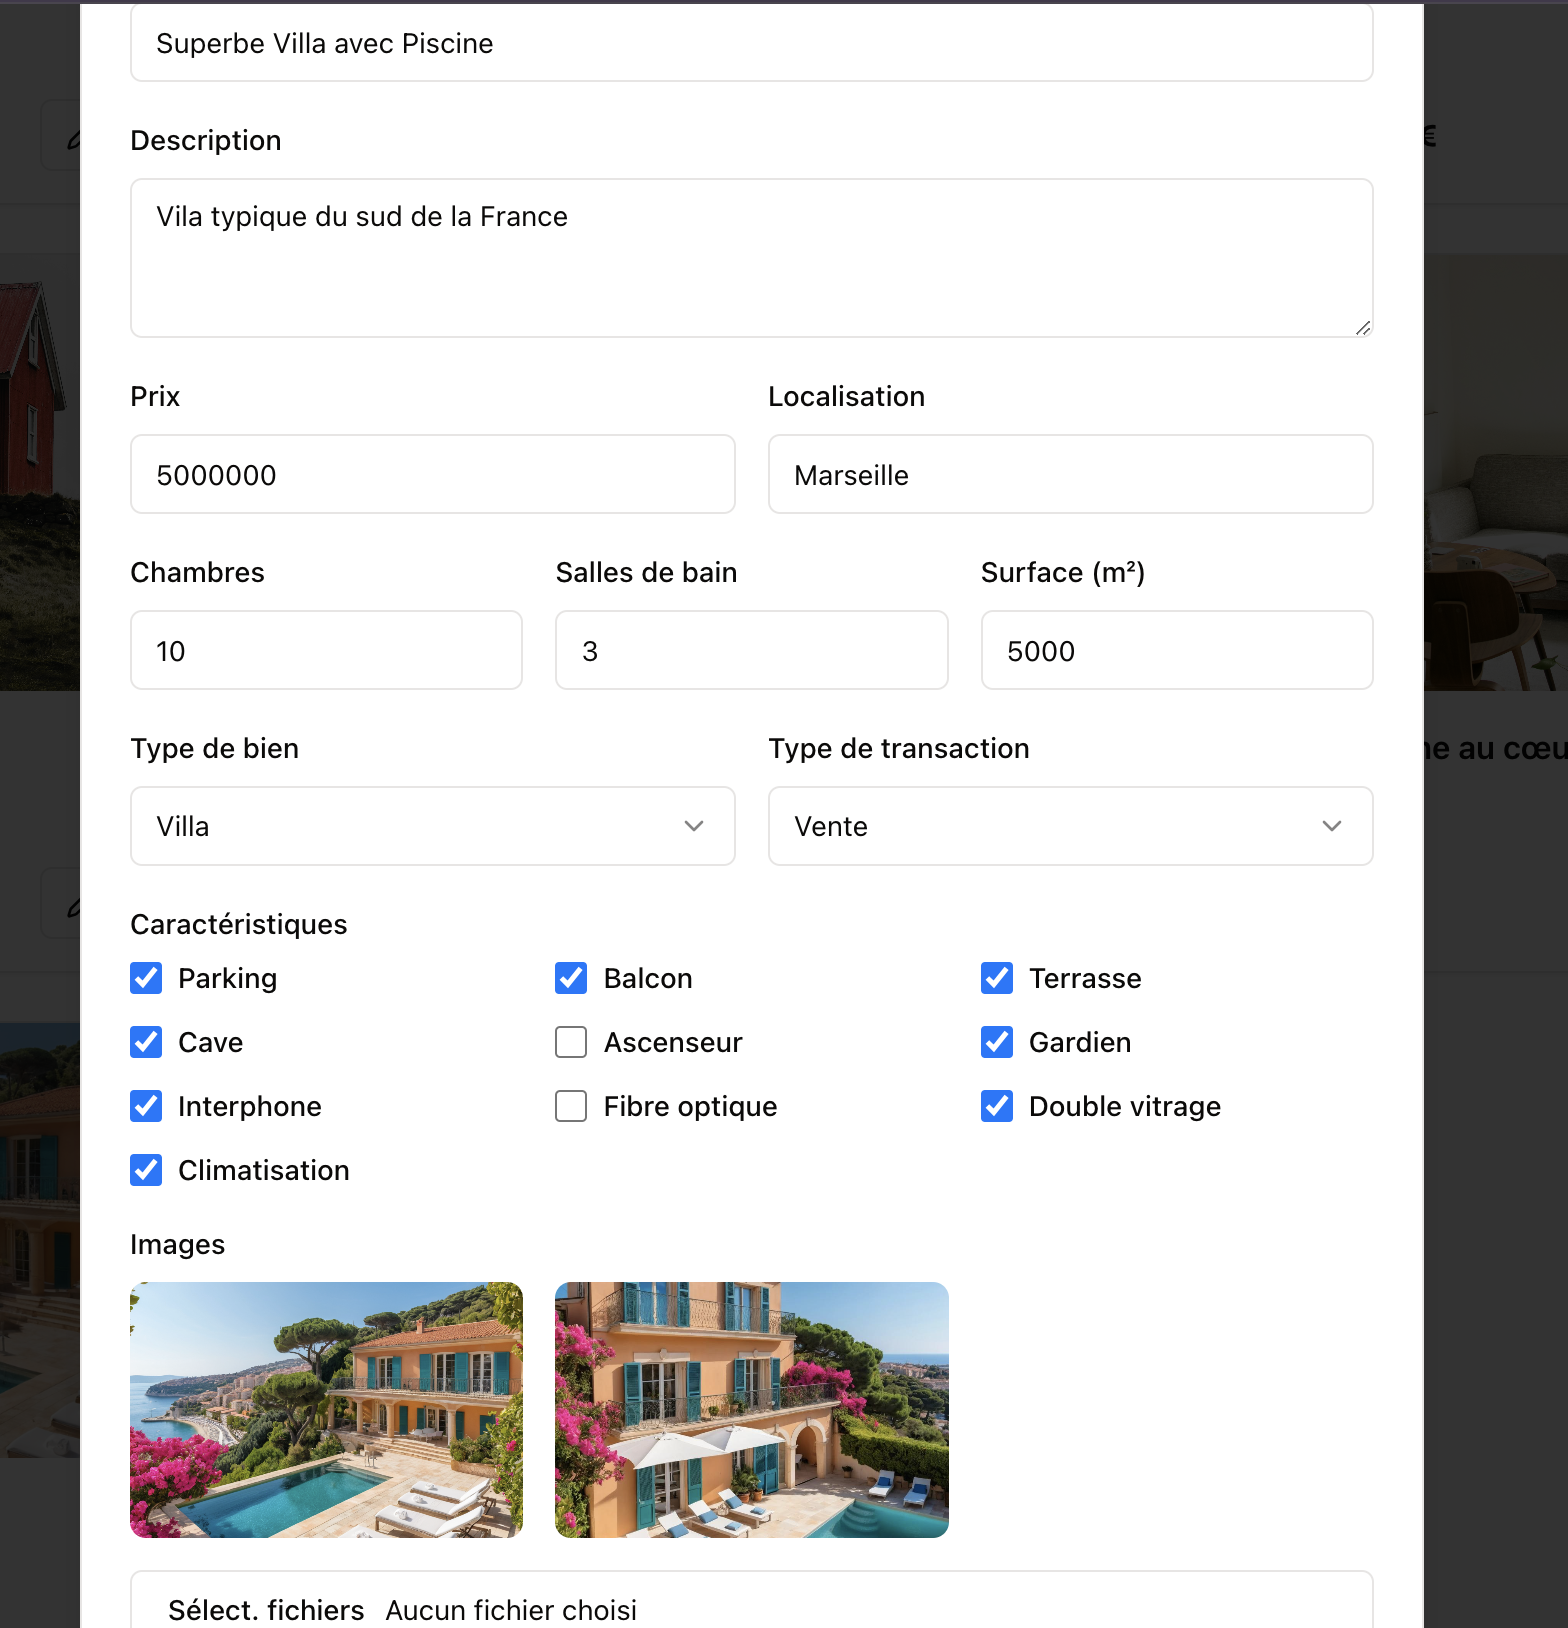 Superbe Villa avec Piscine
€
Description
Vila typique du sud de la France
Prix
Localisation
5000000
Marseille
Chambres
Salles de bain
Surface (m²)
10
3
5000
Type de bien
Type de transaction
Villa
Vente
ne au cœu
Caractéristiques
Parking
Balcon
Terrasse
Cave
Ascenseur
Gardien
Interphone
Fibre optique
Double vitrage
Climatisation
Images
Sélect. fichiers Aucun fichier choisi